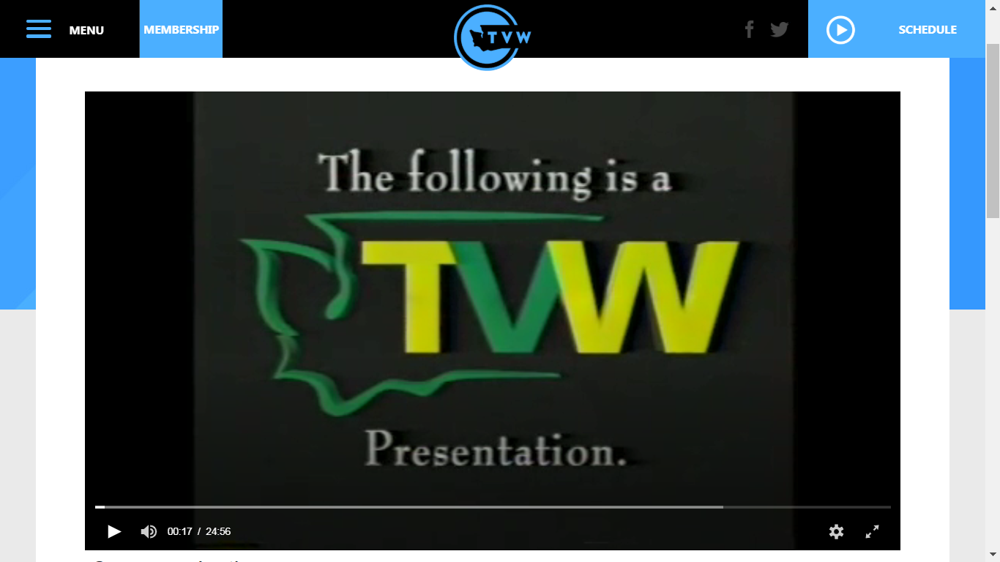 MENU
MEMBERSHIP
TVW
SCHEDULE
The following is a
TVW
Presentation.
00:17 / 24:56